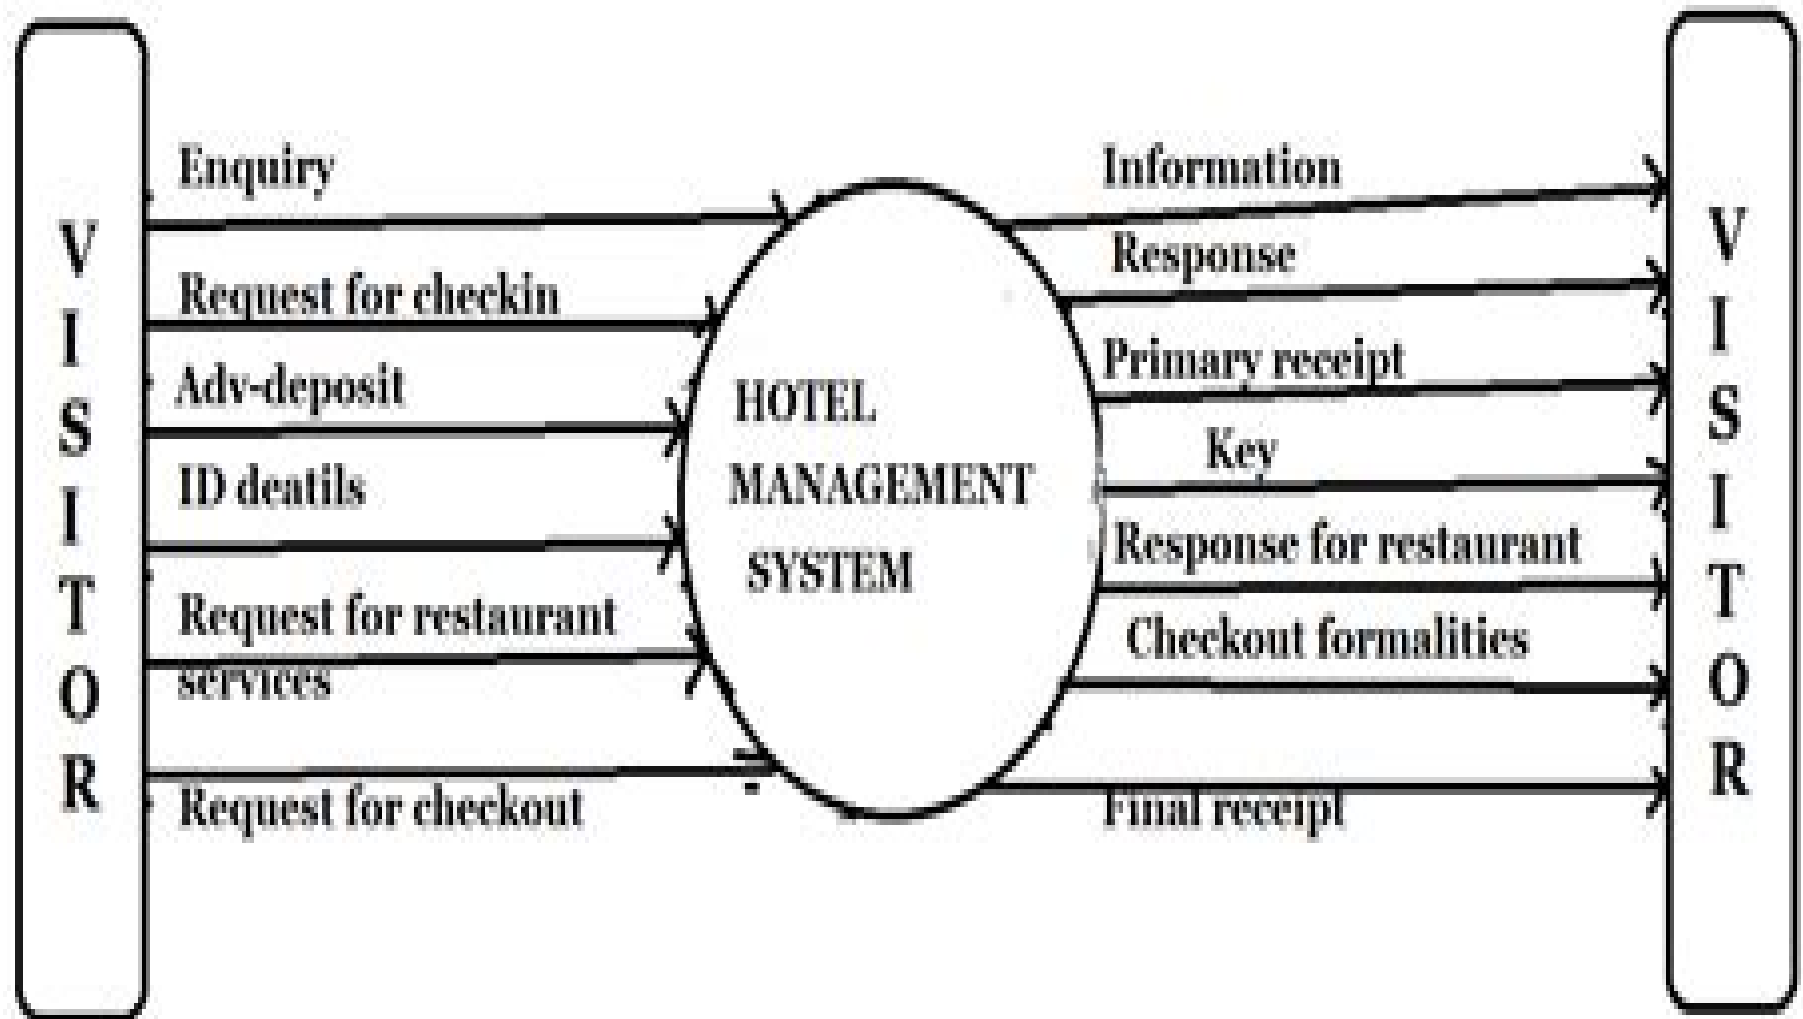 VISITOR
Enquiry
Request for checkin
Adv-deposit
ID deatils
Request for restaurant
services
Request for checkout
HOTEL
MANAGEMENT
SYSTEM
Information
Response
Primary receipt
Key
Response for restaurant
Checkout formalities
Final receipt
VISITOR